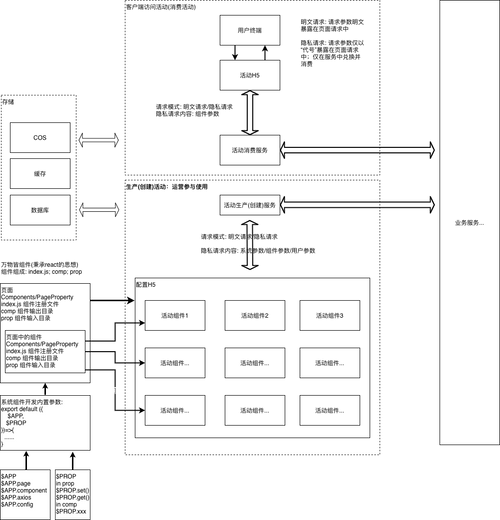 客户端访问活动(消费活动)
用户终端
活动H5
明文请求: 请求参数明文
暴露在页面请求中
隐私请求: 请求参数仅以
"代号"暴露在页面请求
中; 仅在服务中兑换并
消费
请求模式: 明文请求/隐私请求
隐私请求内容: 组件参数
活动消费服务
存储
COS
缓存
数据库
生产(创建)活动: 运营参与使用
活动生产(创建)服务
请求模式: 明文请求/隐私请求
隐私请求内容: 系统参数/组件参数/用户参数
业务服务...
万物皆组件(秉承react的思想)
组件组成: index.js; comp; prop
页面
Components/PageProperty
index.js 组件注册文件
comp 组件输出目录
prop 组件输入目录
页面中的组件
Components/PageProperty
index.js 组件注册文件
comp 组件输出目录
prop 组件输入目录
配置H5
活动组件1
活动组件2
活动组件3
活动组件...
活动组件...
活动组件...
活动组件...
活动组件...
活动组件...
系统组件开发内置参数:
export default ({
$APP,
$PROP
})=>{
......
}
$APP
$APP.page
$APP.component
$APP.axios
$APP.config
$PROP
in prop
$PROP.set()
$PROP.get()
in comp
$PROP.xxx